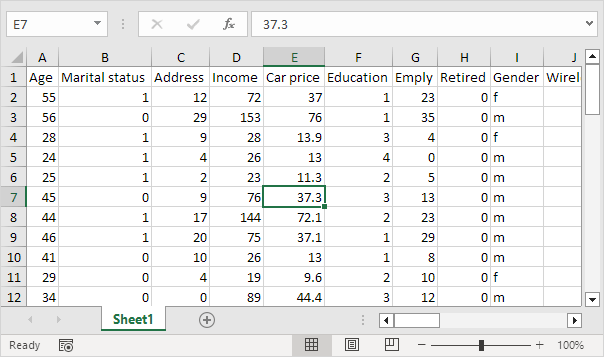 E7 37.3
A B C D E F G H I J
1 Age Marital status Address Income Car price Education Emply Retired Gender Wirel
2 55 1 12 72 37 1 23 0 f
3 56 0 29 153 76 1 35 0 m
4 28 1 9 28 13.9 3 4 0 f
5 24 1 4 26 13 4 0 0 m
6 25 1 2 23 11.3 2 5 0 m
7 45 0 9 76 37.3 3 13 0 m
8 44 1 17 144 72.1 2 23 0 m
9 46 1 20 75 37.1 1 29 0 m
10 41 0 10 26 13 1 8 0 m
11 29 0 4 19 9.6 2 10 0 f
12 34 0 0 89 44.4 3 12 0 m
Sheet1
Ready 100%